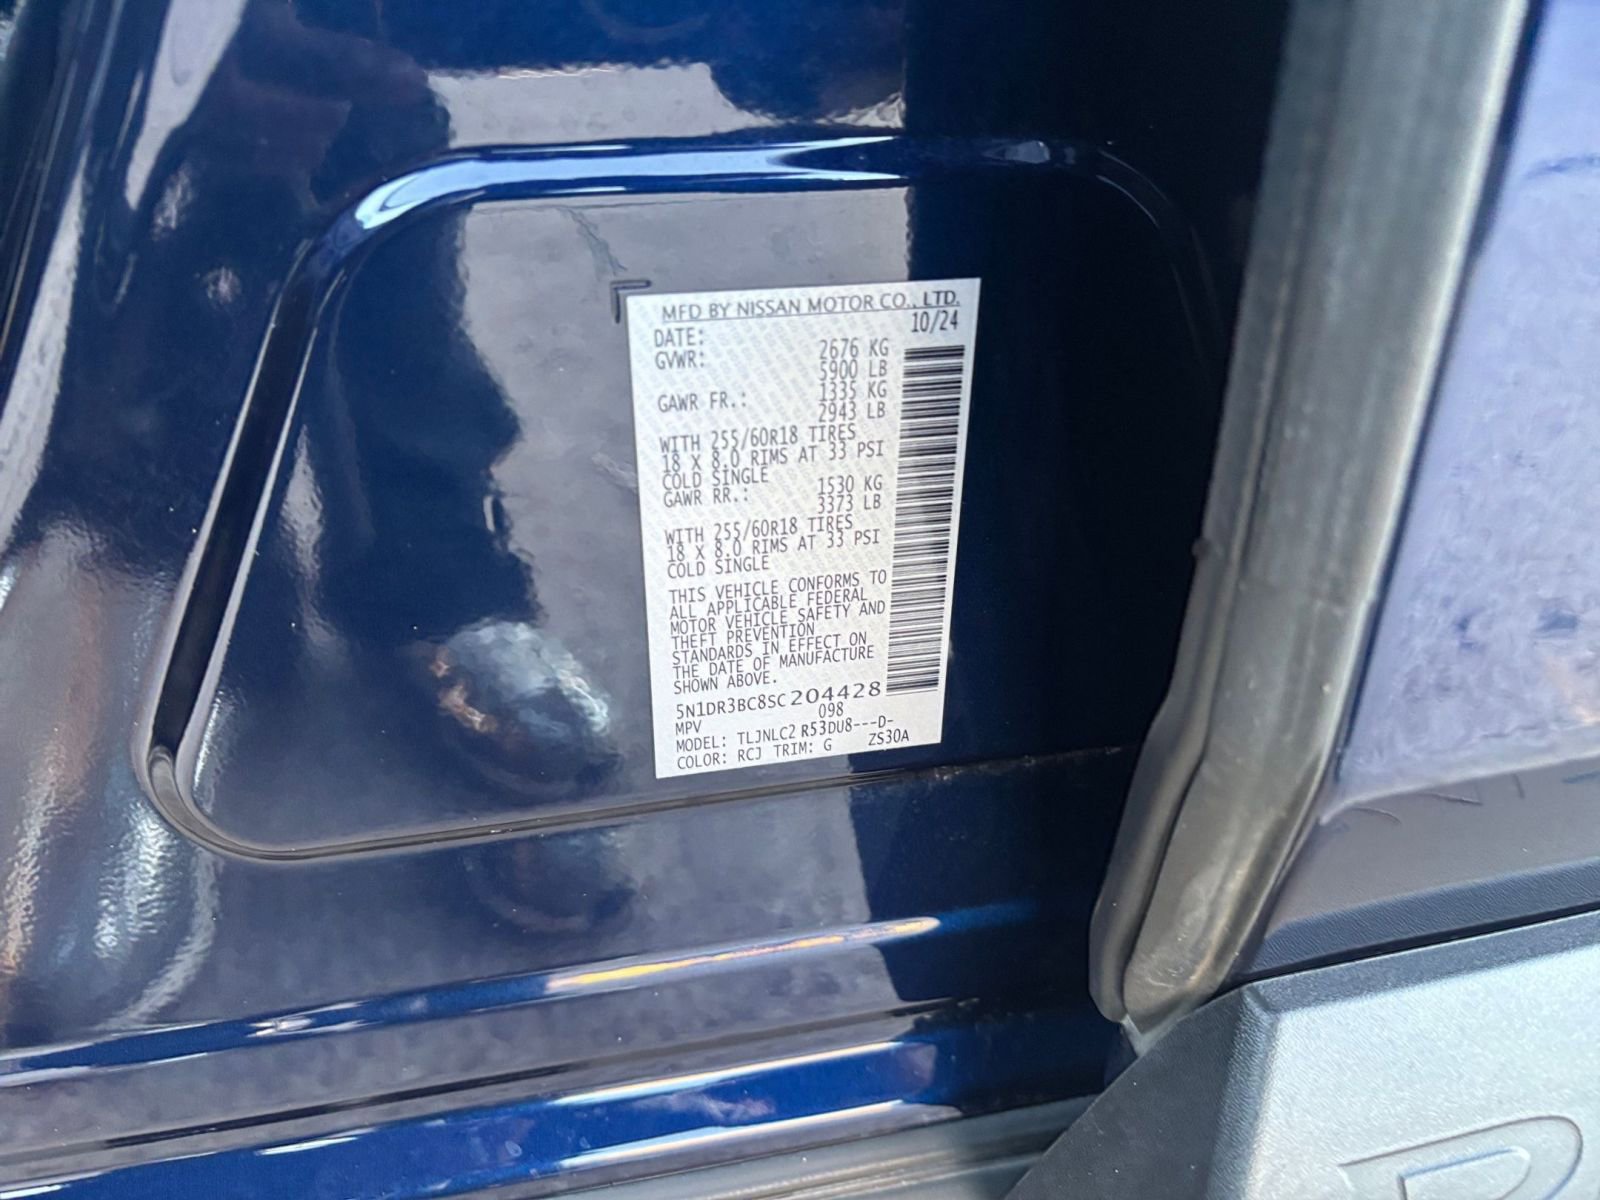 MFD BY NISSAN MOTOR CO., LTD.
DATE: 10/24
GVWR: 2676 KG
5900 LB
GAWR FR.: 1335 KG
2943 LB
WITH 255/60R18 TIRES
18 X 8.0 RIMS AT 33 PSI
COLD SINGLE
GAWR RR.: 1530 KG
3373 LB
WITH 255/60R18 TIRES
18 X 8.0 RIMS AT 33 PSI
COLD SINGLE
THIS VEHICLE CONFORMS TO
ALL APPLICABLE FEDERAL
MOTOR VEHICLE SAFETY AND
THEFT PREVENTION
STANDARDS IN EFFECT ON
THE DATE OF MANUFACTURE
SHOWN ABOVE.
5N1DR3BC8SC204428
MPV 098
MODEL: TLJNLC2 R53DU8---D-
COLOR: RCJ TRIM: G ZS30A